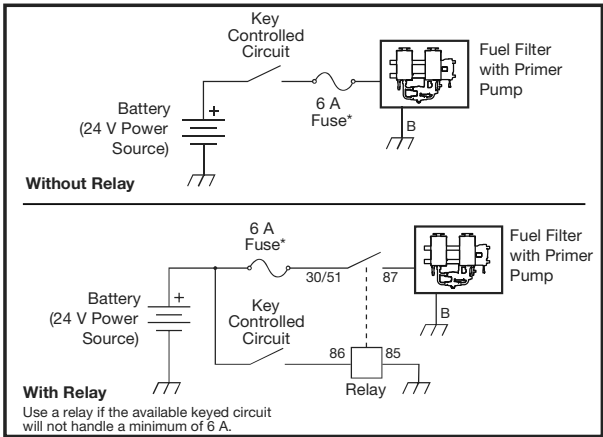 Key
Controlled
Circuit
Fuel Filter
with Primer
Pump
Battery
(24 V Power
Source)
+
6 A
Fuse*
B
Without Relay
6 A
Fuse*
30/51
87
Fuel Filter
with Primer
Pump
Battery
(24 V Power
Source)
+
Key
Controlled
Circuit
B
86
85
Relay
With Relay
Use a relay if the available keyed circuit
will not handle a minimum of 6 A.